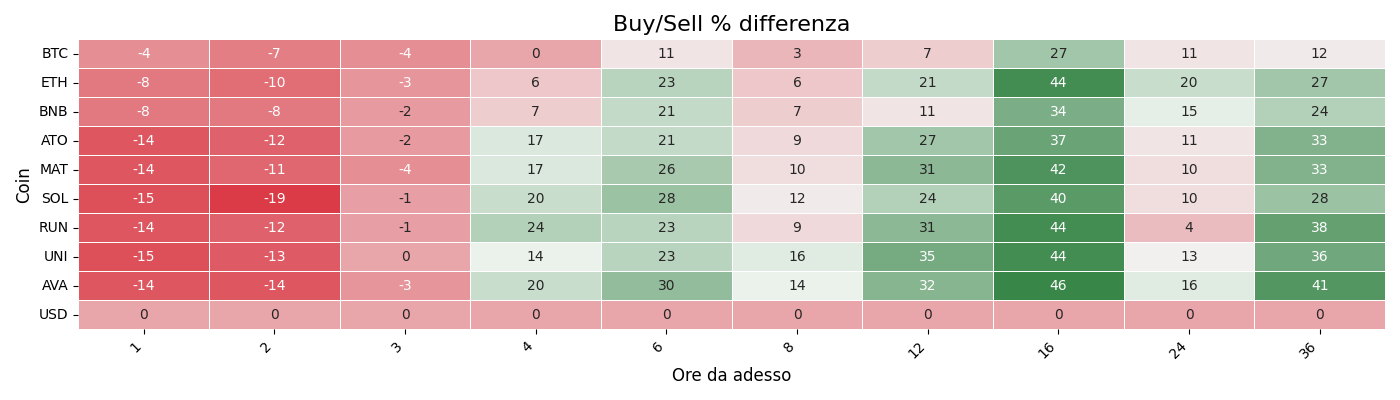 Buy/Sell % differenza
Coin
BTC -4 -7 -4 0 11 3 7 27 11 12
ETH -8 -10 -3 6 23 6 21 44 20 27
BNB -8 -8 -2 7 21 7 11 34 15 24
ATO -14 -12 -2 17 21 9 27 37 11 33
MAT -14 -11 -4 17 26 10 31 42 10 33
SOL -15 -19 -1 20 28 12 24 40 10 28
RUN -14 -12 -1 24 23 9 31 44 4 38
UNI -15 -13 0 14 23 16 35 44 13 36
AVA -14 -14 -3 20 30 14 32 46 16 41
USD 0 0 0 0 0 0 0 0 0 0
1 2 3 4 6 8 12 16 24 36
Ore da adesso